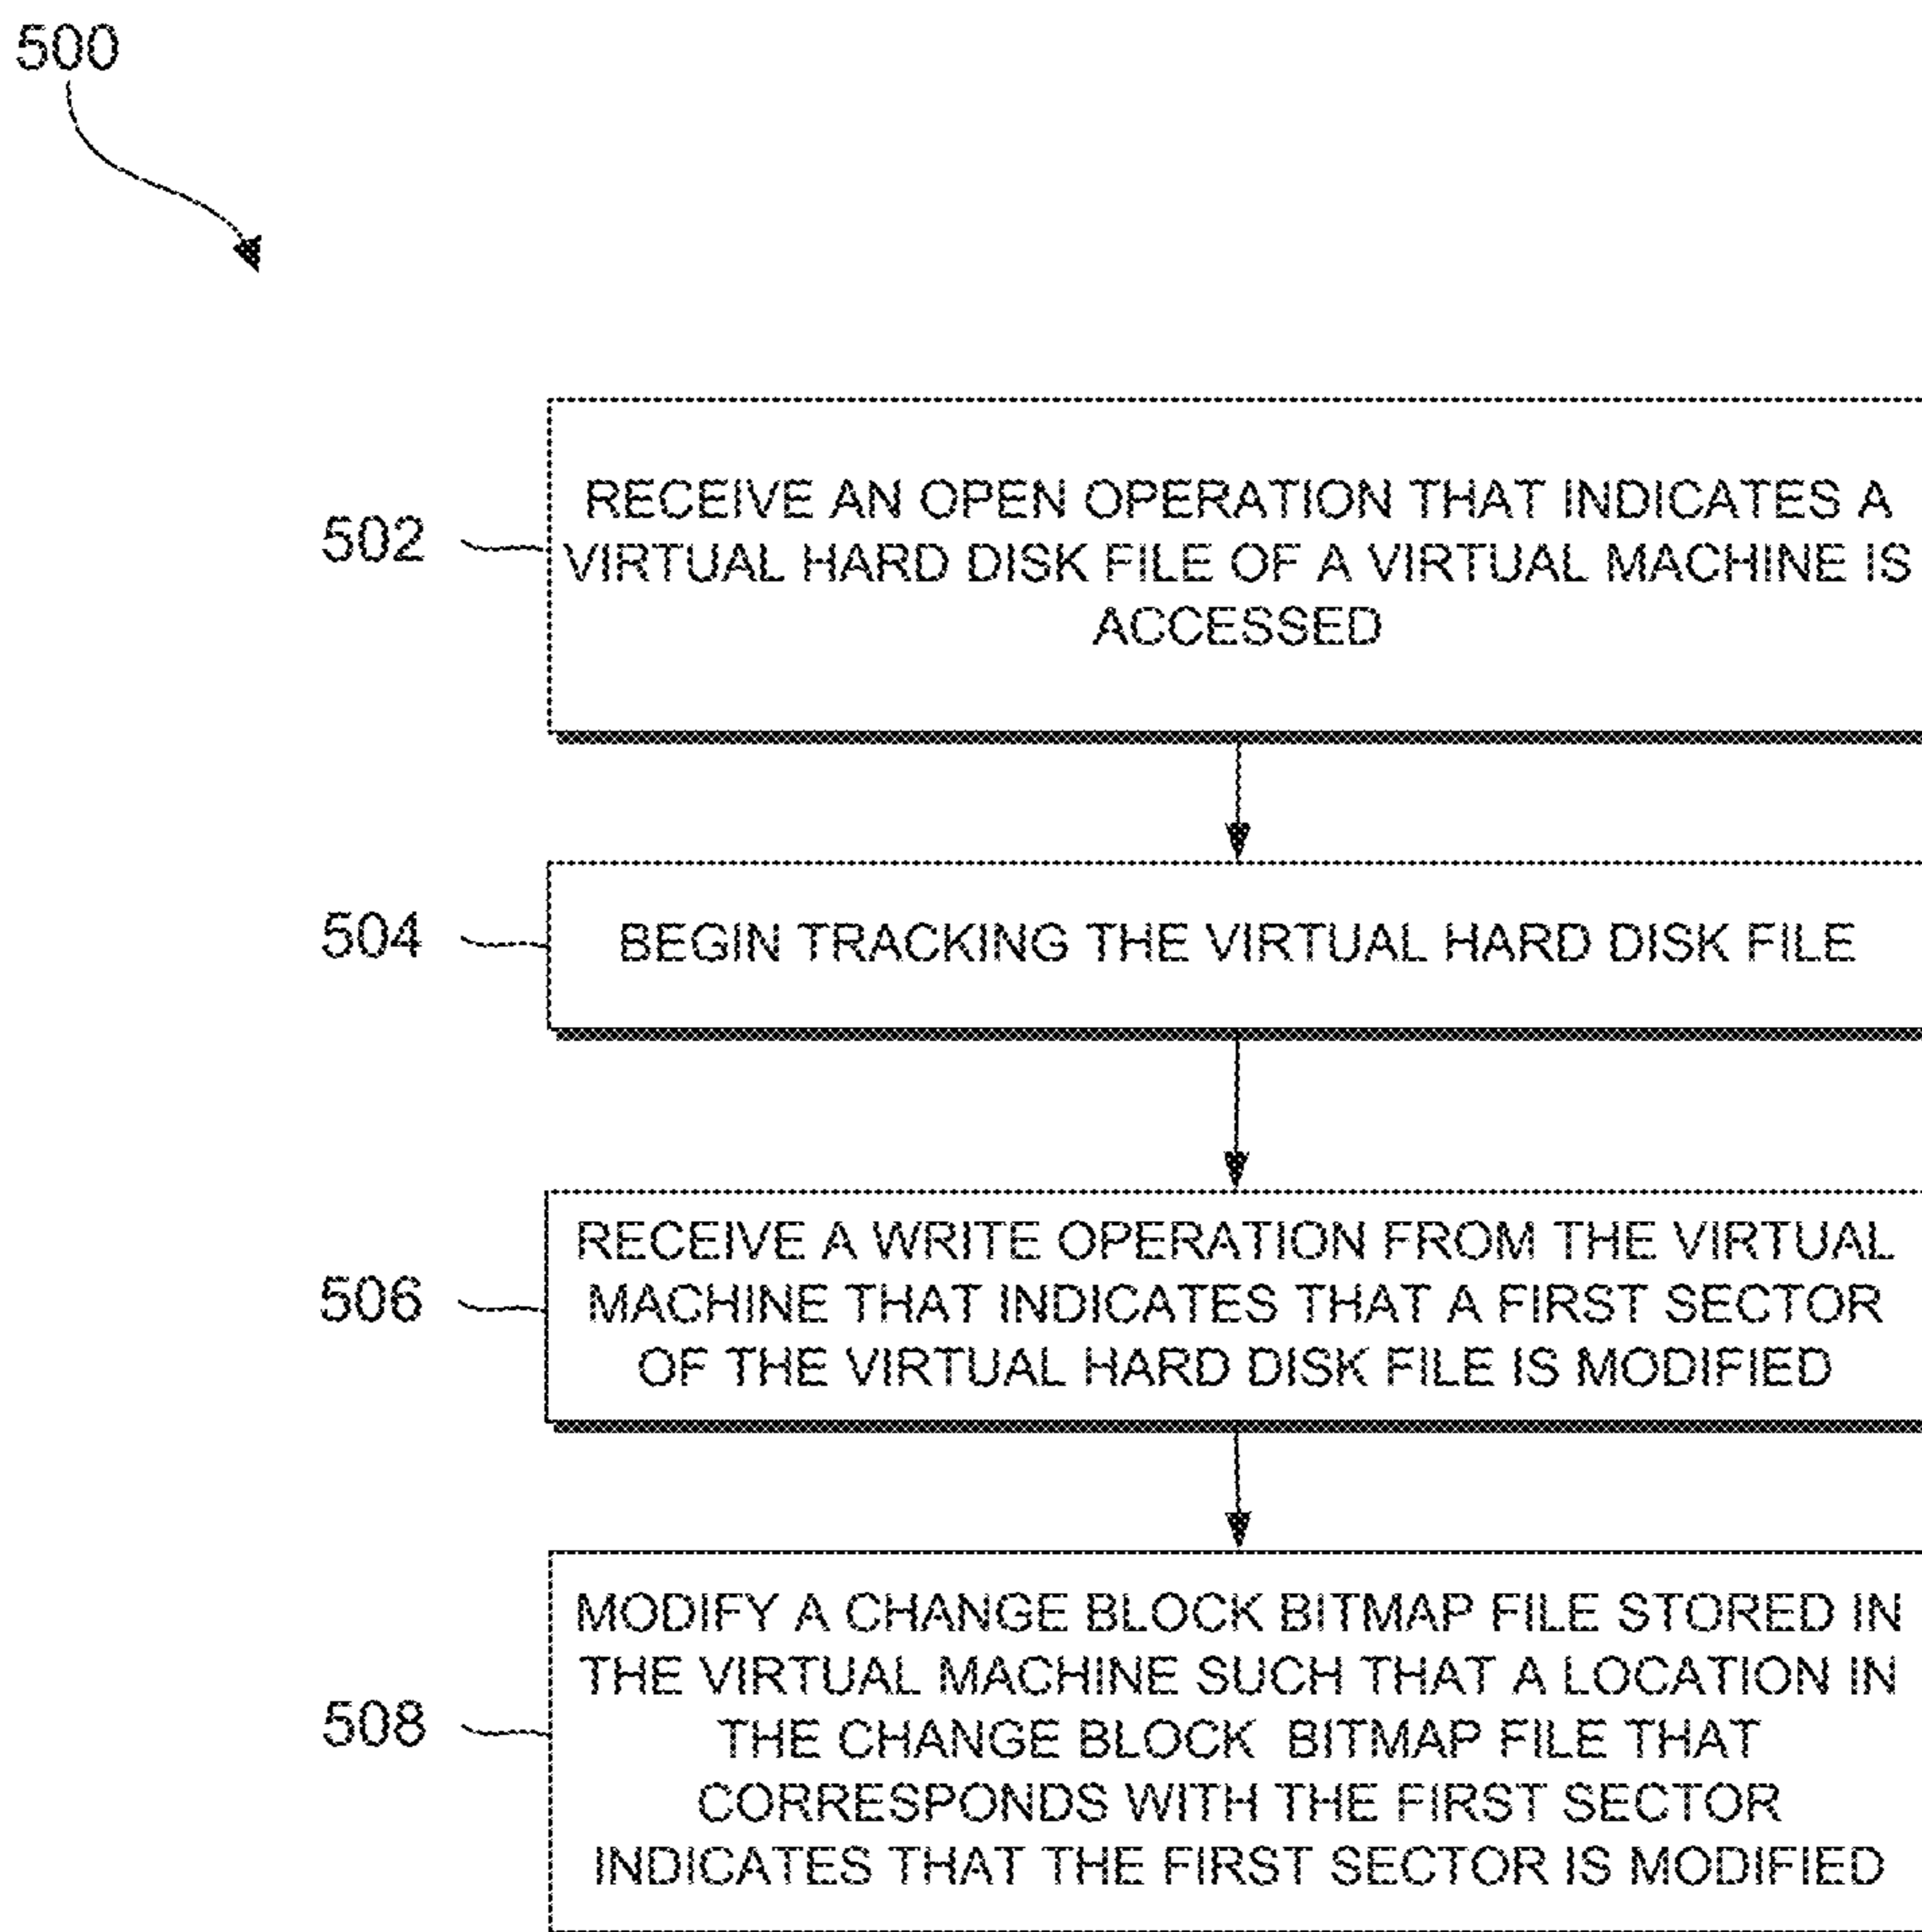 500
502
RECEIVE AN OPEN OPERATION THAT INDICATES A
VIRTUAL HARD DISK FILE OF A VIRTUAL MACHINE IS
ACCESSED
504
BEGIN TRACKING THE VIRTUAL HARD DISK FILE
506
RECEIVE A WRITE OPERATION FROM THE VIRTUAL
MACHINE THAT INDICATES THAT A FIRST SECTOR
OF THE VIRTUAL HARD DISK FILE IS MODIFIED
508
MODIFY A CHANGE BLOCK BITMAP FILE STORED IN
THE VIRTUAL MACHINE SUCH THAT A LOCATION IN
THE CHANGE BLOCK BITMAP FILE THAT
CORRESPONDS WITH THE FIRST SECTOR
INDICATES THAT THE FIRST SECTOR IS MODIFIED